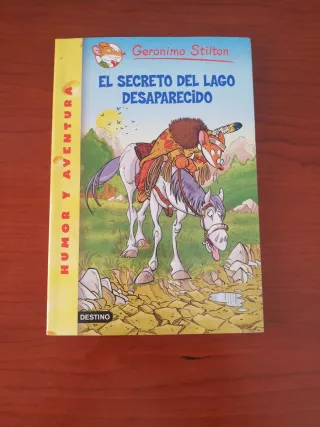 Geronimo Stilton
EL SECRETO DEL LAGO
DESAPARECIDO
HUMOR Y AVENTURA
DESTINO